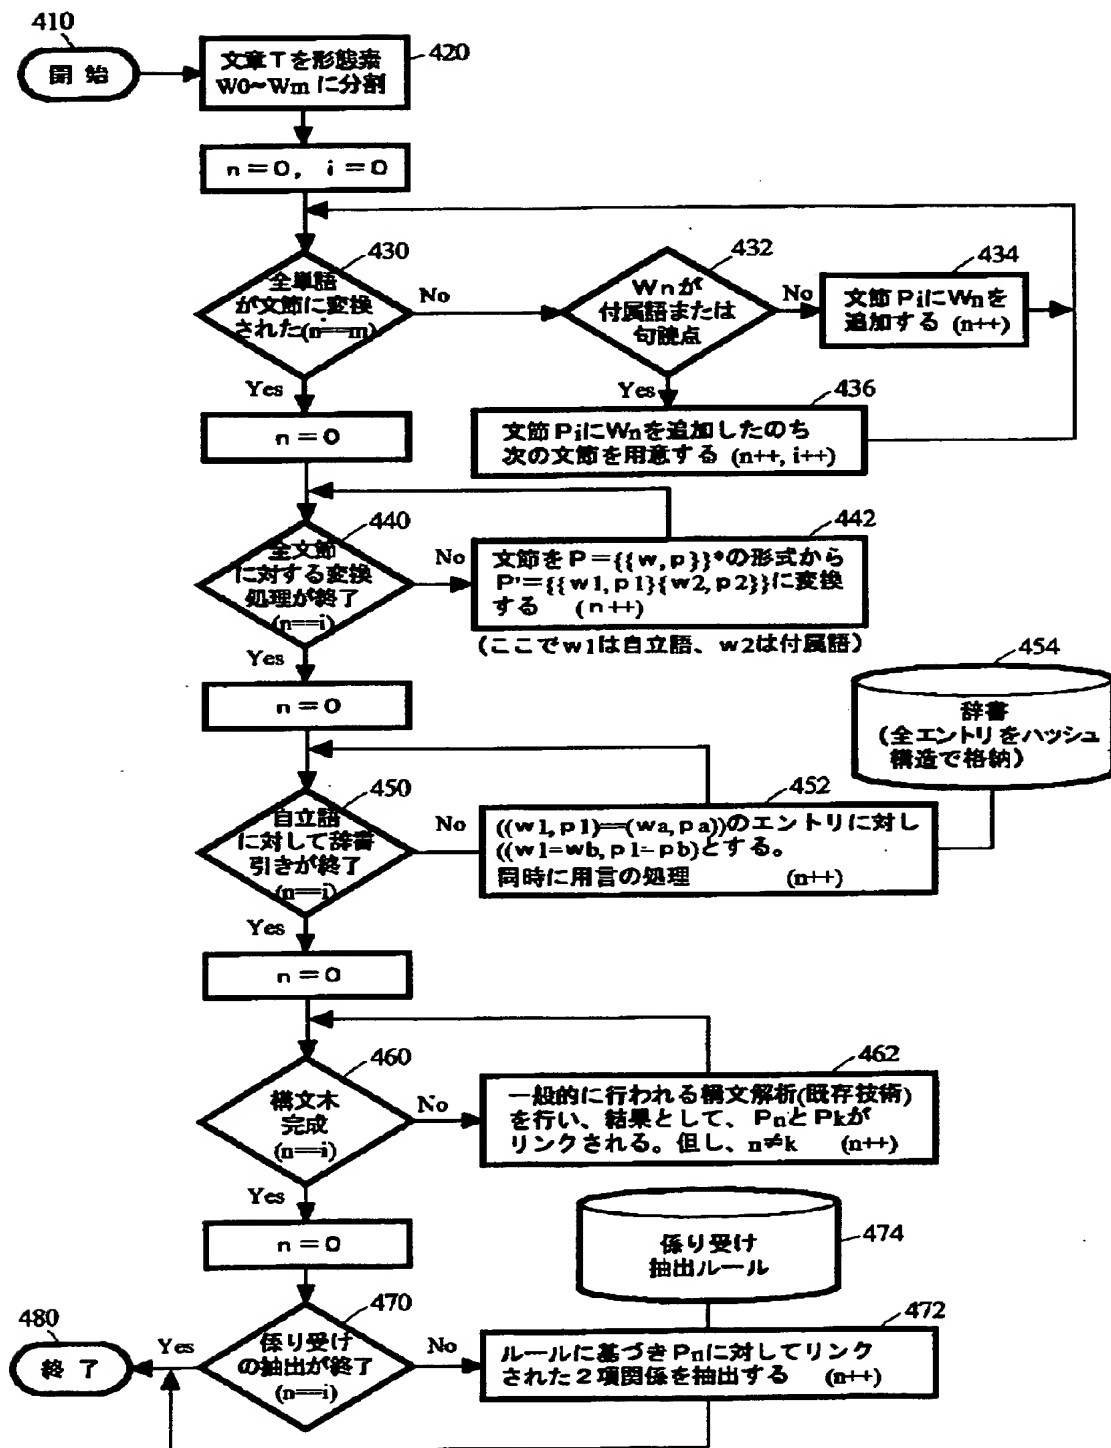 410
開 始
420
文章Tを形態素
W0~Wm に分割
n=0, i=0
430
全単語
が文節に変換
された(n==m)
No
432
Wnが
付属語または
句読点
No
434
文節PiにWnを
追加する (n++)
Yes
Yes
436
文節PiにWnを追加したのち
次の文節を用意する (n++, i++)
n=0
440
全文節
に対する変換
処理が終了
(n==i)
No
442
文節をP={{w,p}}*の形式から
P'={{w1,p1}{w2,p2}}に変換
する (n++)
(ここでw1は自立語、w2は付属語)
Yes
n=0
454
辞書
(全エントリをハッシュ
構造で格納)
450
自立語
に対して辞書
引きが終了
(n==i)
No
452
((w1,p1)==(wa,pa))のエントリに対し
((w1=wb,p1=pb)とする。
同時に用言の処理 (n++)
Yes
n=0
460
構文木
完成
(n==i)
No
462
一般的に行われる構文解析(既存技術)
を行い、結果として、PnとPkが
リンクされる。但し、n≠k (n++)
Yes
n=0
474
係り受け
抽出ルール
470
係り受け
の抽出が終了
(n==i)
480
Yes
終 了
No
472
ルールに基づきPnに対してリンク
された2項関係を抽出する (n++)